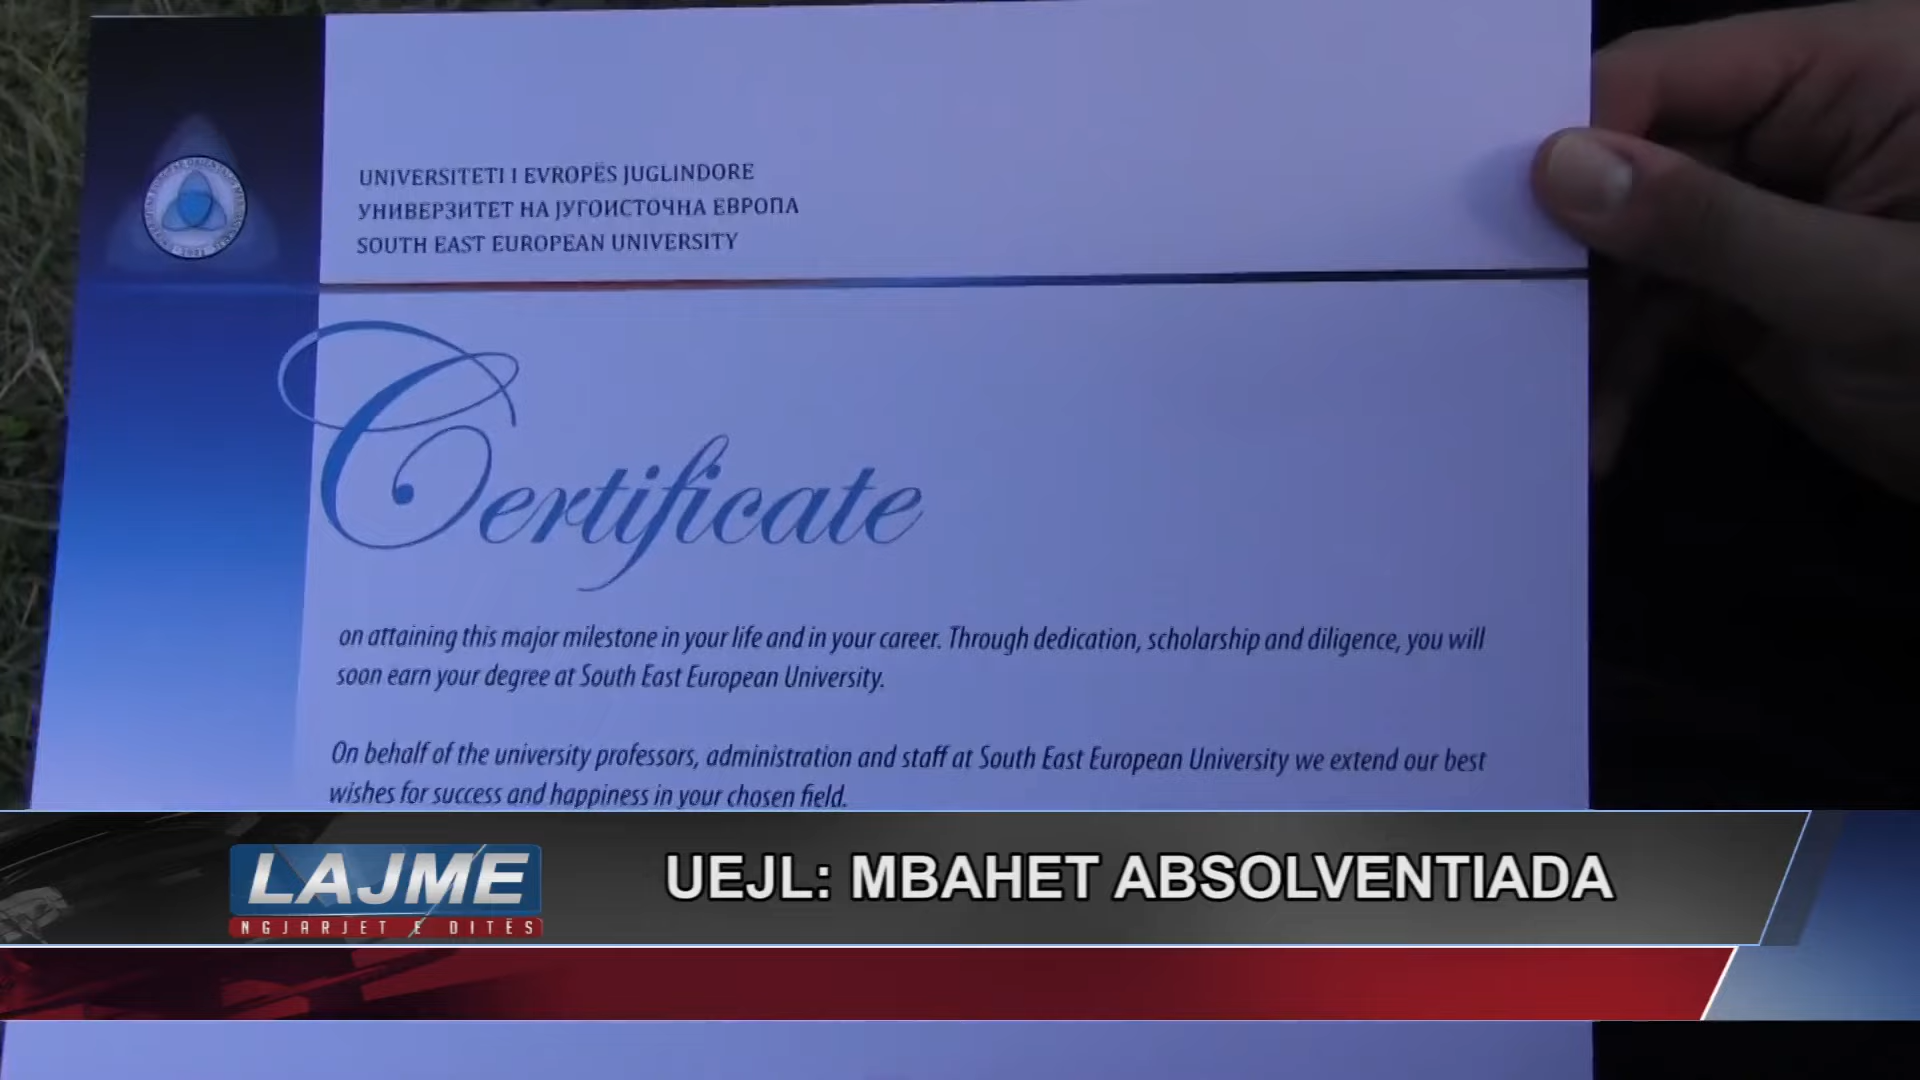 UNIVERSITETI I EVROPËS JUGLINDORE
УНИВЕРЗИТЕТ НА ЈУГОИСТОЧНА ЕВРОПА
SOUTH EAST EUROPEAN UNIVERSITY
Certificate
on attaining this major milestone in your life and in your career. Through dedication, scholarship and diligence, you will
soon earn your degree at South East European University.
On behalf of the university professors, administration and staff at South East European University we extend our best
wishes for success and happiness in your chosen field.
LAJME
NGJARJET E DITËS
UEJL: MBAHET ABSOLVENTIADA